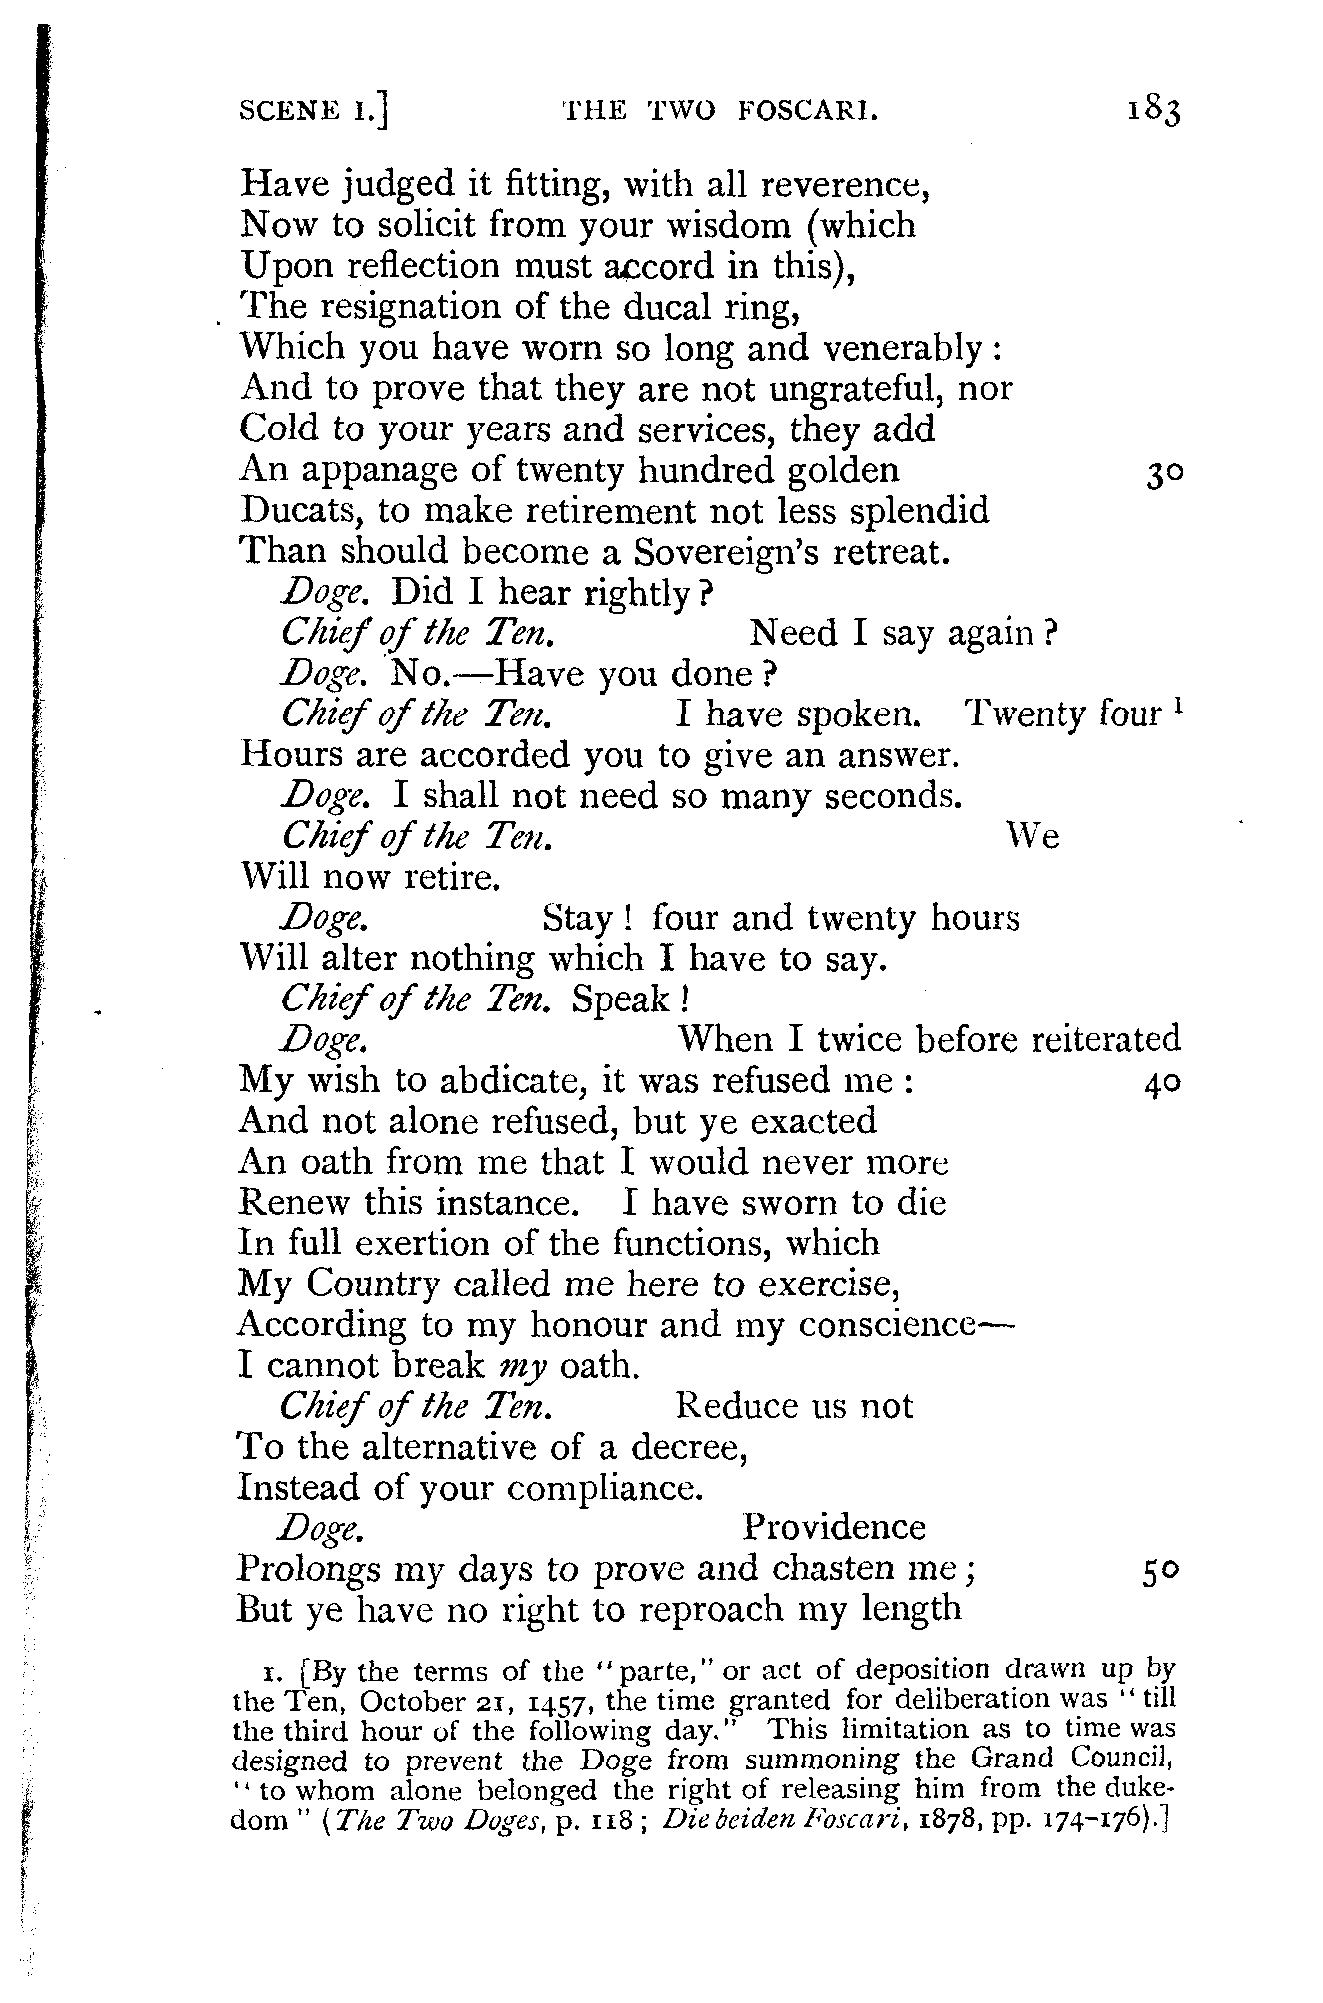 SCENE I.] THE TWO FOSCARI. 183
Have judged it fitting, with all reverence,
Now to solicit from your wisdom (which
Upon reflection must accord in this),
The resignation of the ducal ring,
Which you have worn so long and venerably :
And to prove that they are not ungrateful, nor
Cold to your years and services, they add
An appanage of twenty hundred golden 30
Ducats, to make retirement not less splendid
Than should become a Sovereign's retreat.
Doge. Did I hear rightly ?
Chief of the Ten. Need I say again ?
Doge. No.—Have you done ?
Chief of the Ten. I have spoken. Twenty four 1
Hours are accorded you to give an answer.
Doge. I shall not need so many seconds.
Chief of the Ten. We
Will now retire.
Doge. Stay ! four and twenty hours
Will alter nothing which I have to say.
Chief of the Ten. Speak !
Doge. When I twice before reiterated
My wish to abdicate, it was refused me : 40
And not alone refused, but ye exacted
An oath from me that I would never more
Renew this instance. I have sworn to die
In full exertion of the functions, which
My Country called me here to exercise,
According to my honour and my conscience—
I cannot break my oath.
Chief of the Ten. Reduce us not
To the alternative of a decree,
Instead of your compliance.
Doge. Providence
Prolongs my days to prove and chasten me ; 50
But ye have no right to reproach my length
1. [By the terms of the "parte," or act of deposition drawn up by
the Ten, October 21, 1457, the time granted for deliberation was "till
the third hour of the following day." This limitation as to time was
designed to prevent the Doge from summoning the Grand Council,
"to whom alone belonged the right of releasing him from the duke-
dom" (The Two Doges, p. 118 ; Die beiden Foscari, 1878, pp. 174-176).]